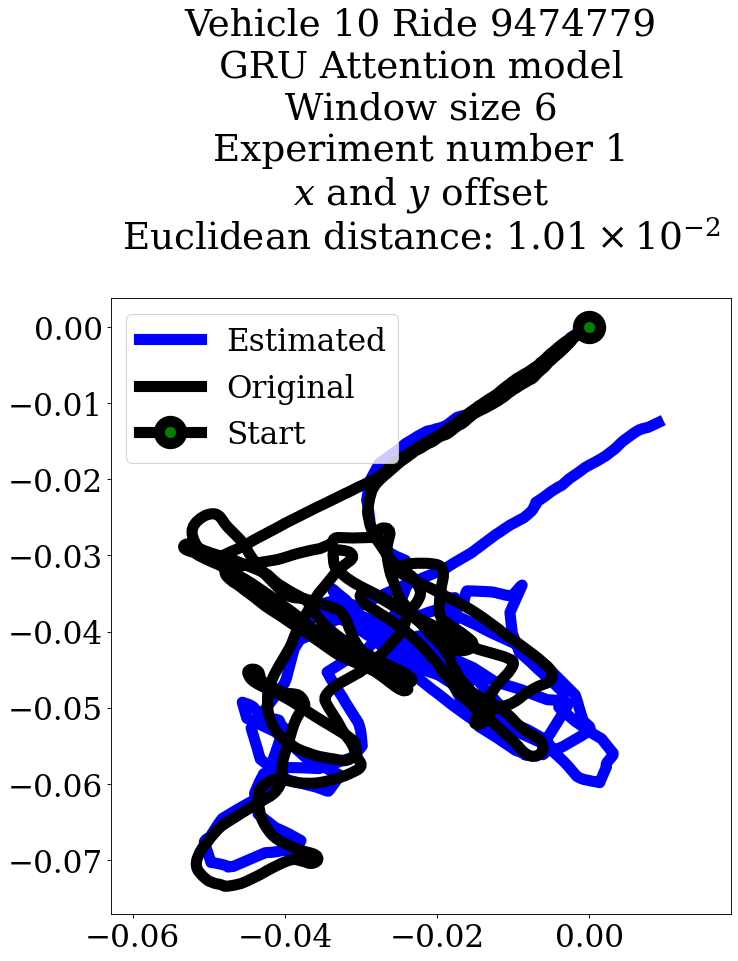 Vehicle 10 Ride 9474779
GRU Attention model
Window size 6
Experiment number 1
x and y offset
Euclidean distance: 1.01 × 10⁻²
Estimated
Original
Start
0.00
−0.01
−0.02
−0.03
−0.04
−0.05
−0.06
−0.07
−0.06 −0.04 −0.02 0.00